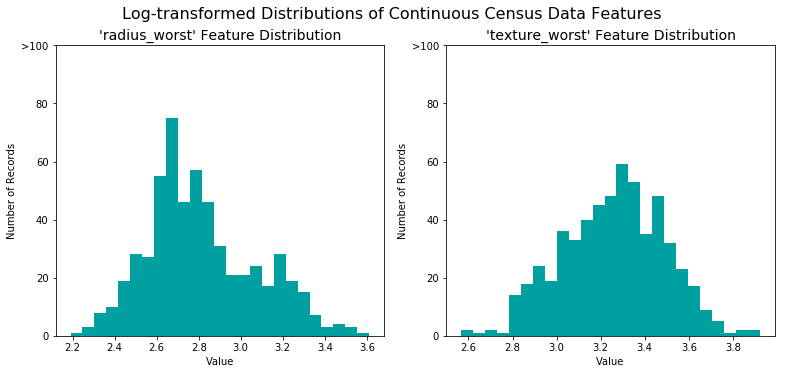 Log-transformed Distributions of Continuous Census Data Features
'radius_worst' Feature Distribution
>100
80
60
40
20
0
Number of Records
2.2 2.4 2.6 2.8 3.0 3.2 3.4 3.6
Value
'texture_worst' Feature Distribution
>100
80
60
40
20
0
Number of Records
2.6 2.8 3.0 3.2 3.4 3.6 3.8
Value